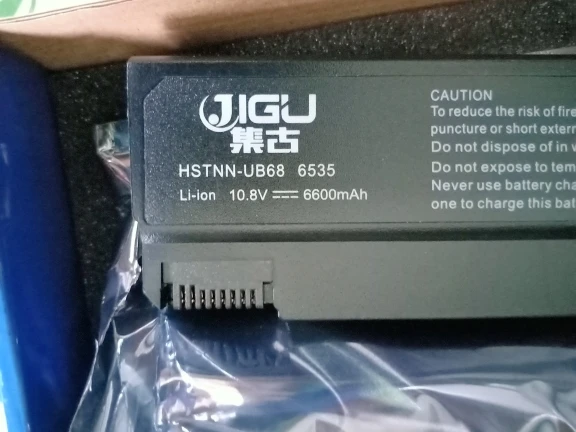 JIGU
集古
HSTNN-UB68 6535
Li-ion 10.8V 6600mAh
CAUTION
To reduce the risk of fire
puncture or short extern
Do not dispose of in w
Do not expose to tem
Never use battery cha
one to charge this bat